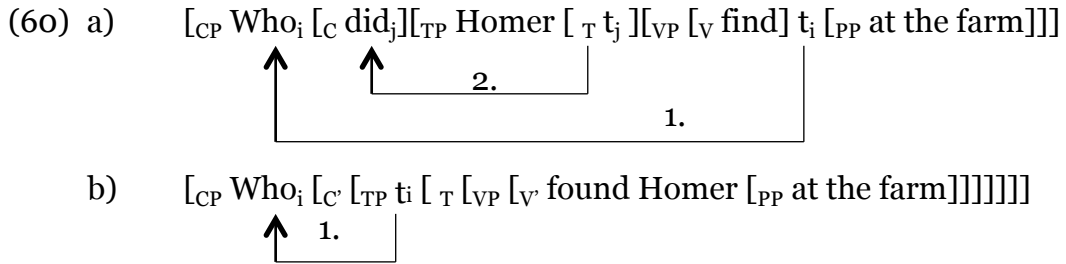 (60) a) [CP Whoi [C didj][TP Homer [ T tj ][VP [V find] ti [PP at the farm]]]
2.
1.
b) [CP Whoi [C’ [TP ti [ T [VP [V’ found Homer [PP at the farm]]]]]]]
1.